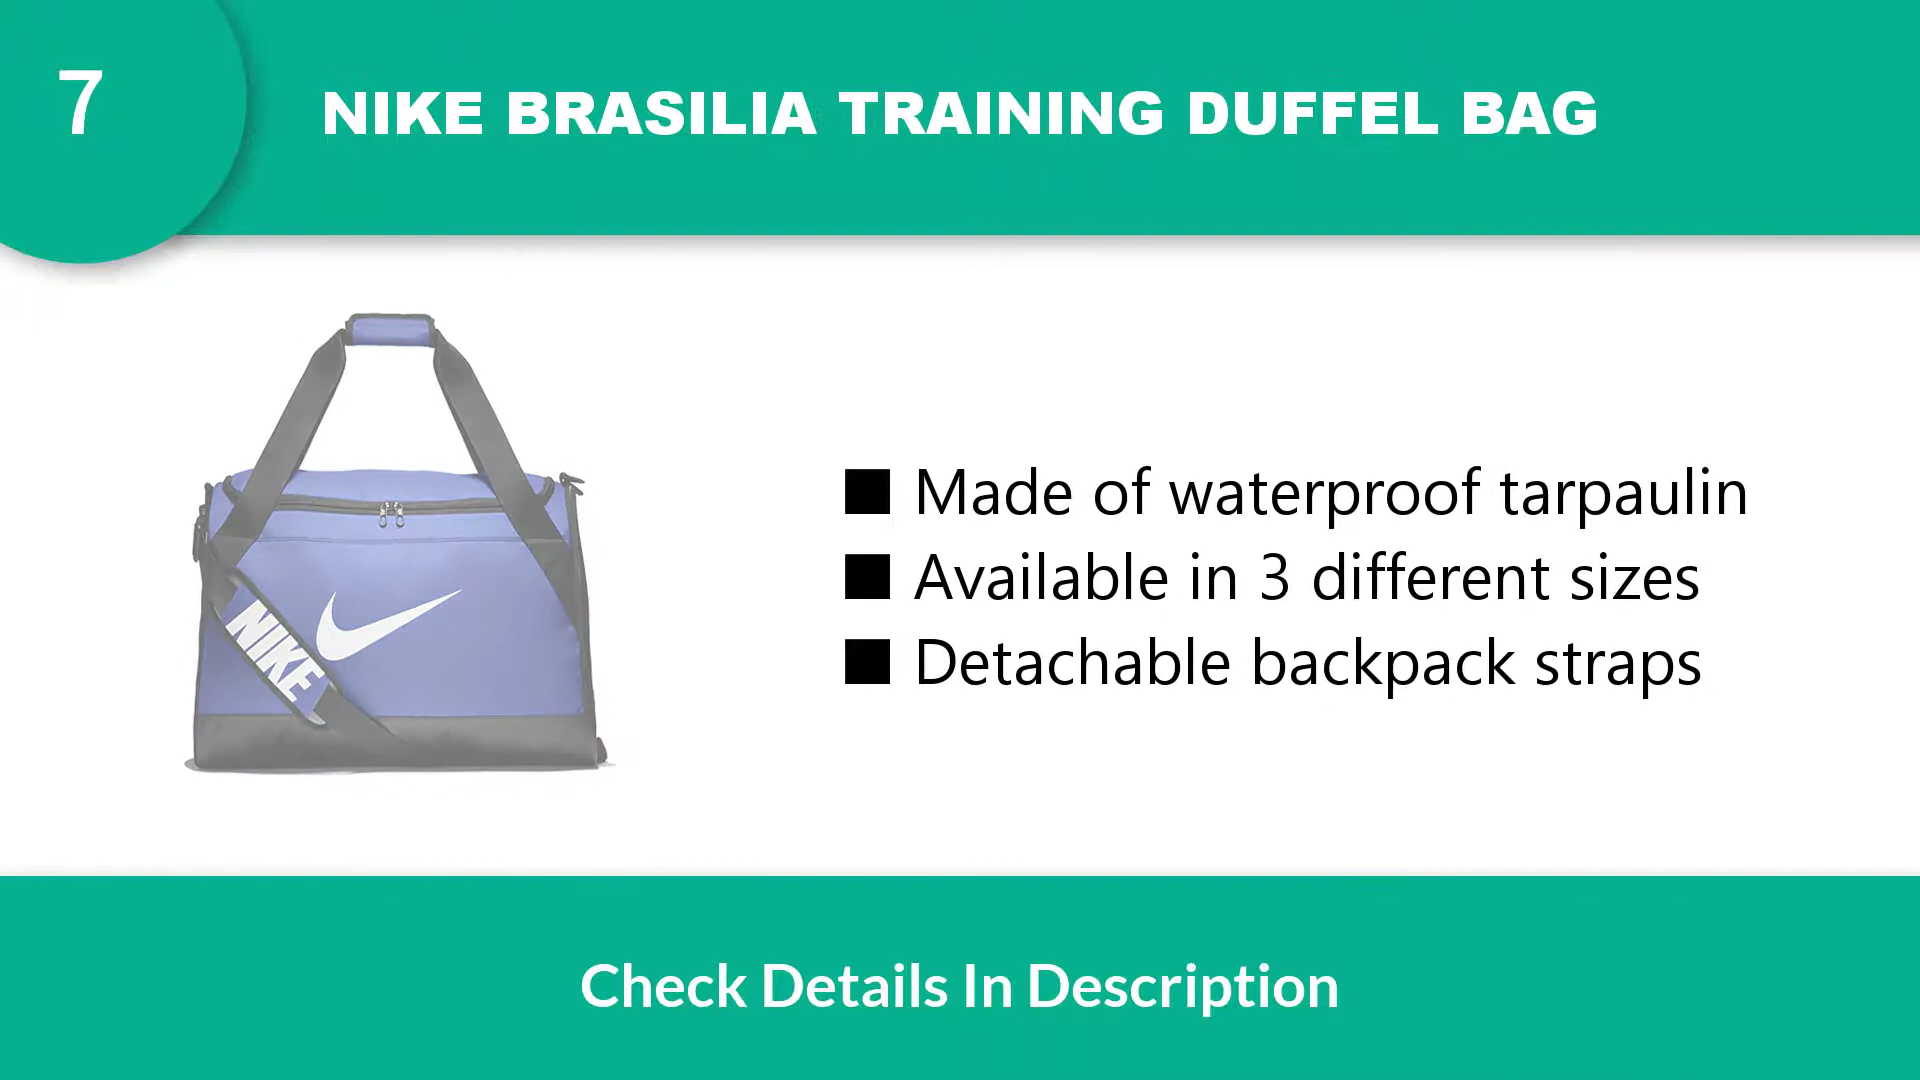 7
NIKE BRASILIA TRAINING DUFFEL BAG
NIKE
■ Made of waterproof tarpaulin
■ Available in 3 different sizes
■ Detachable backpack straps
Check Details In Description